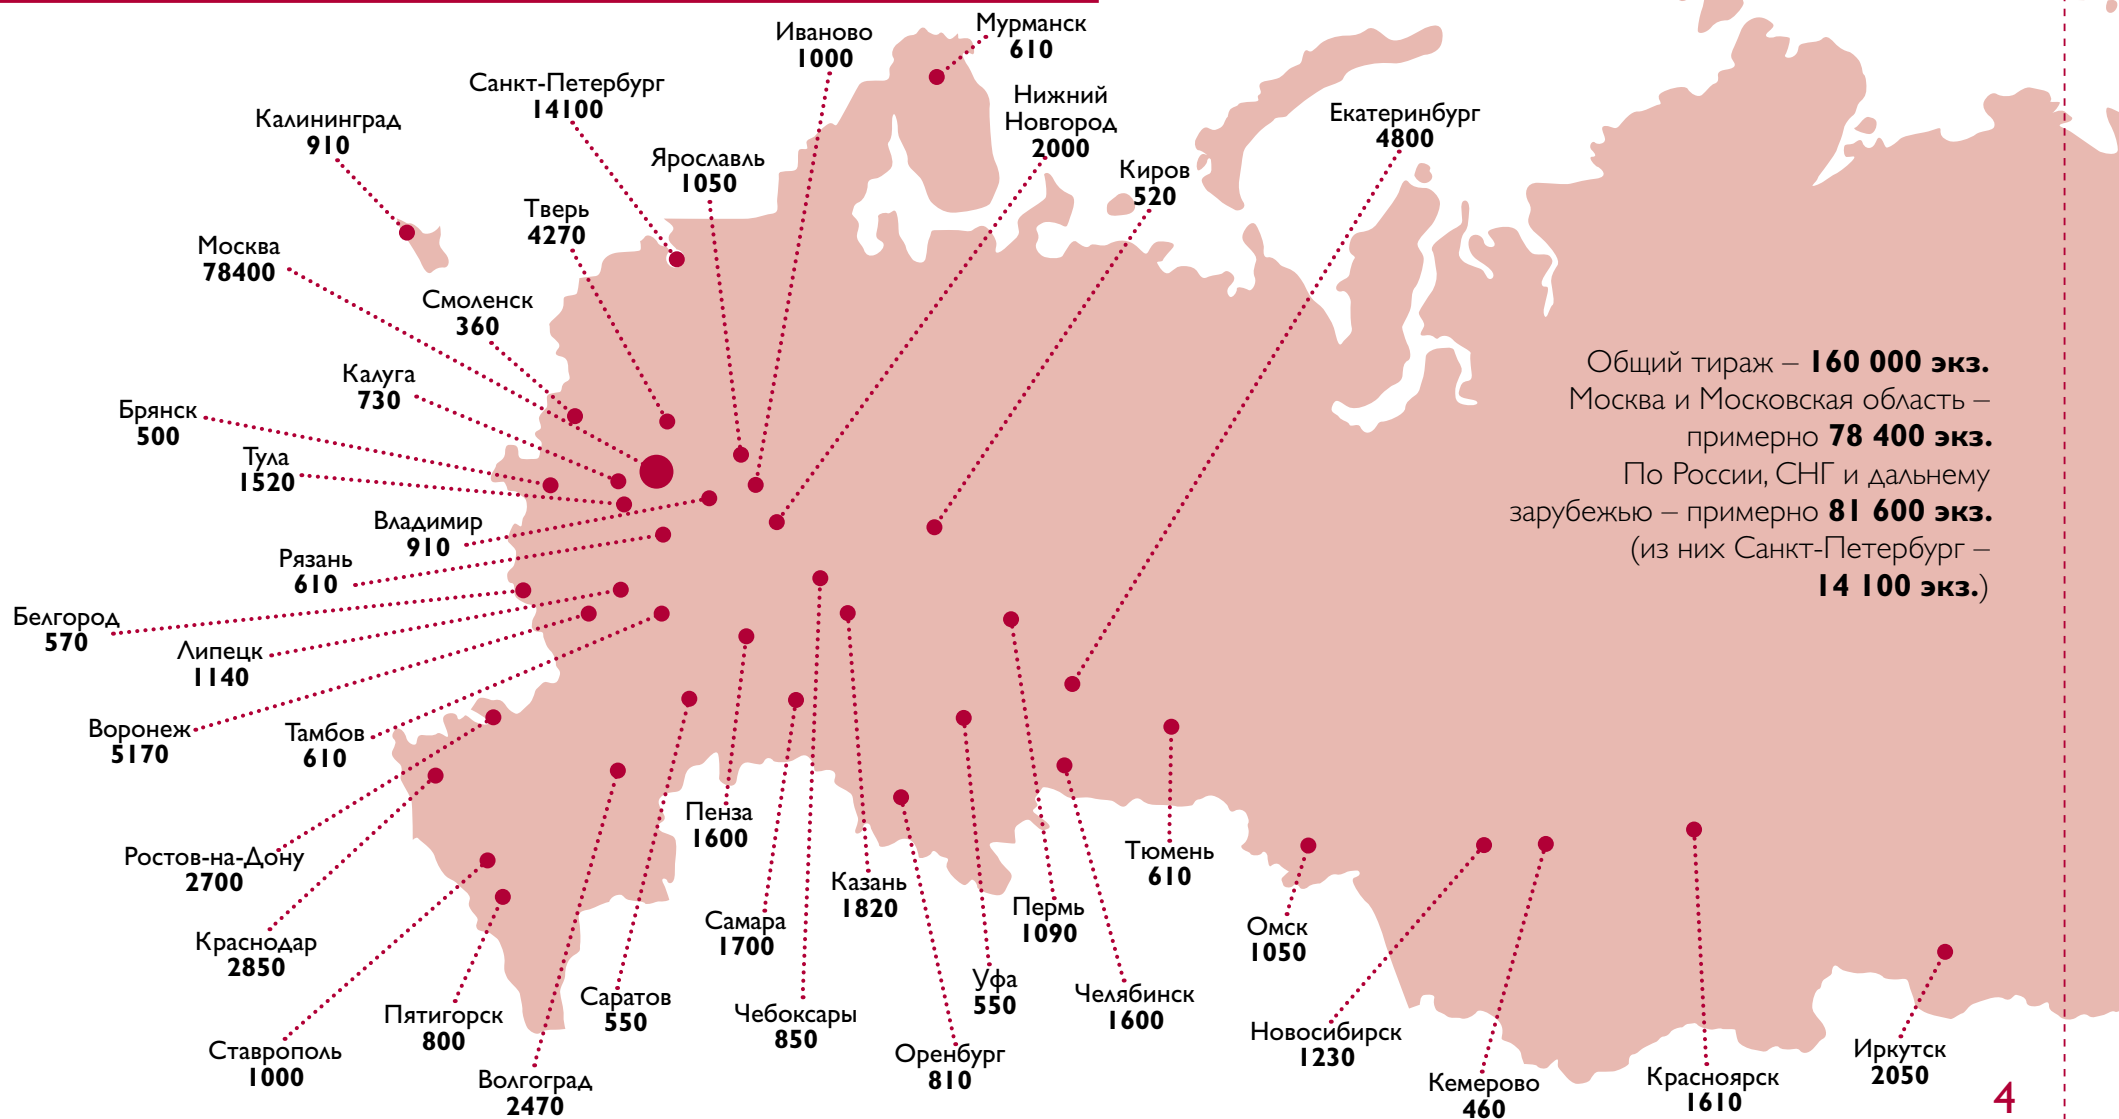 Иваново
1000
Мурманск
610
Санкт-Петербург
14100
Нижний
Новгород
2000
Екатеринбург
4800
Калининград
910
Ярославль
1050
Киров
520
Тверь
4270
Москва
78400
Смоленск
360
Калуга
730
Брянск
500
Тула
1520
Владимир
910
Рязань
610
Белгород
570
Липецк
1140
Воронеж
5170
Тамбов
610
Общий тираж – 160 000 экз.
Москва и Московская область –
примерно 78 400 экз.
По России, СНГ и дальнему
зарубежью – примерно 81 600 экз.
(из них Санкт-Петербург –
14 100 экз.)
Ростов-на-Дону
2700
Краснодар
2850
Ставрополь
1000
Пятигорск
800
Волгоград
2470
Саратов
550
Пенза
1600
Самара
1700
Чебоксары
850
Казань
1820
Оренбург
810
Уфа
550
Пермь
1090
Челябинск
1600
Тюмень
610
Омск
1050
Новосибирск
1230
Кемерово
460
Красноярск
1610
Иркутск
2050
4